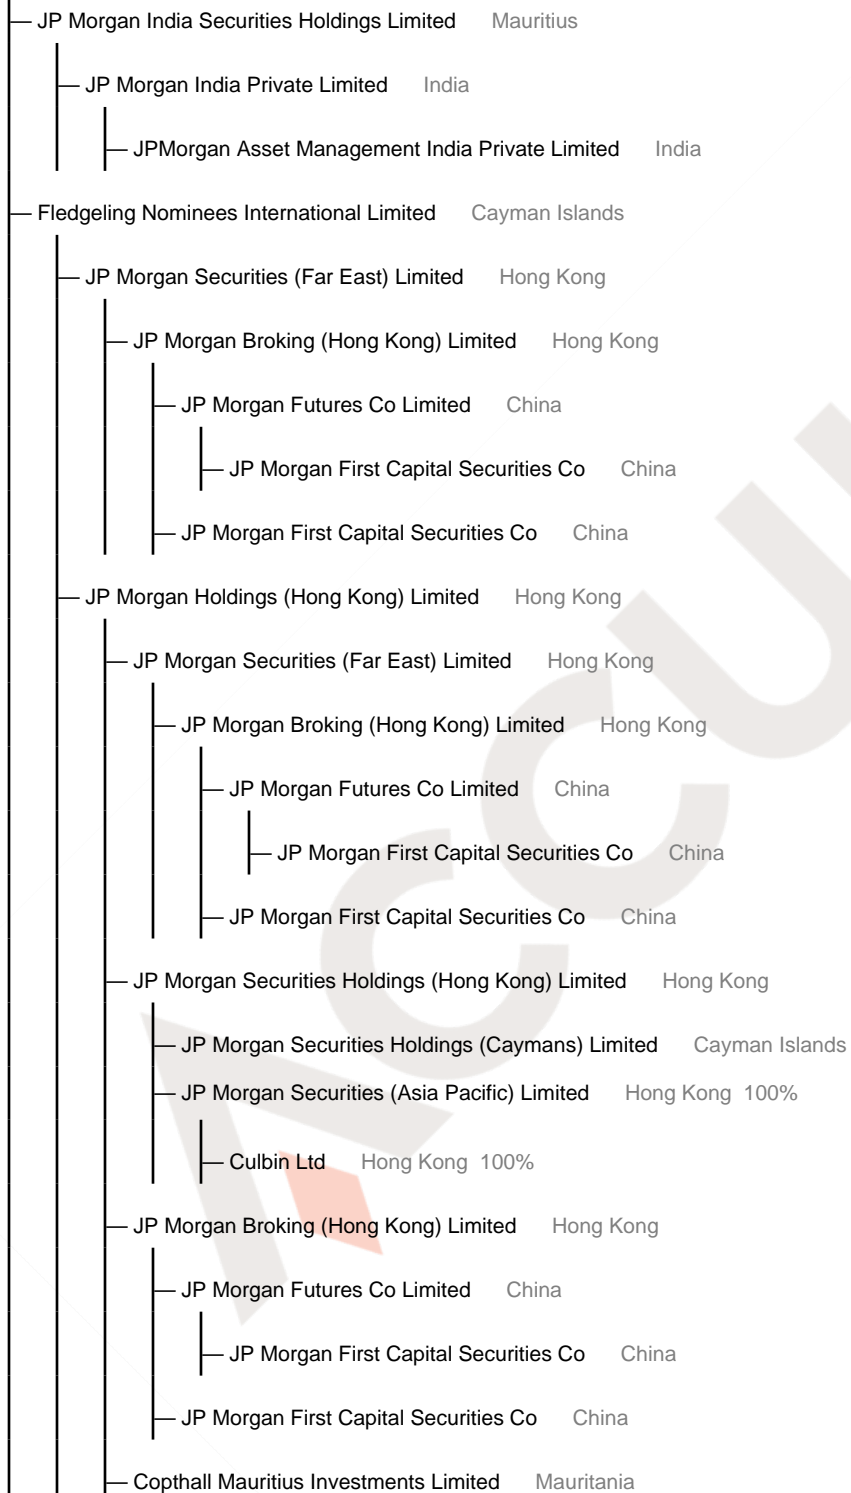 JP Morgan India Securities Holdings Limited Mauritius
JP Morgan India Private Limited India
JPMorgan Asset Management India Private Limited India
Fledgeling Nominees International Limited Cayman Islands
JP Morgan Securities (Far East) Limited Hong Kong
JP Morgan Broking (Hong Kong) Limited Hong Kong
JP Morgan Futures Co Limited China
JP Morgan First Capital Securities Co China
JP Morgan First Capital Securities Co China
JP Morgan Holdings (Hong Kong) Limited Hong Kong
JP Morgan Securities (Far East) Limited Hong Kong
JP Morgan Broking (Hong Kong) Limited Hong Kong
JP Morgan Futures Co Limited China
JP Morgan First Capital Securities Co China
JP Morgan First Capital Securities Co China
JP Morgan Securities Holdings (Hong Kong) Limited Hong Kong
JP Morgan Securities Holdings (Caymans) Limited Cayman Islands
JP Morgan Securities (Asia Pacific) Limited Hong Kong 100%
Culbin Ltd Hong Kong 100%
JP Morgan Broking (Hong Kong) Limited Hong Kong
JP Morgan Futures Co Limited China
JP Morgan First Capital Securities Co China
JP Morgan First Capital Securities Co China
Copthall Mauritius Investments Limited Mauritania